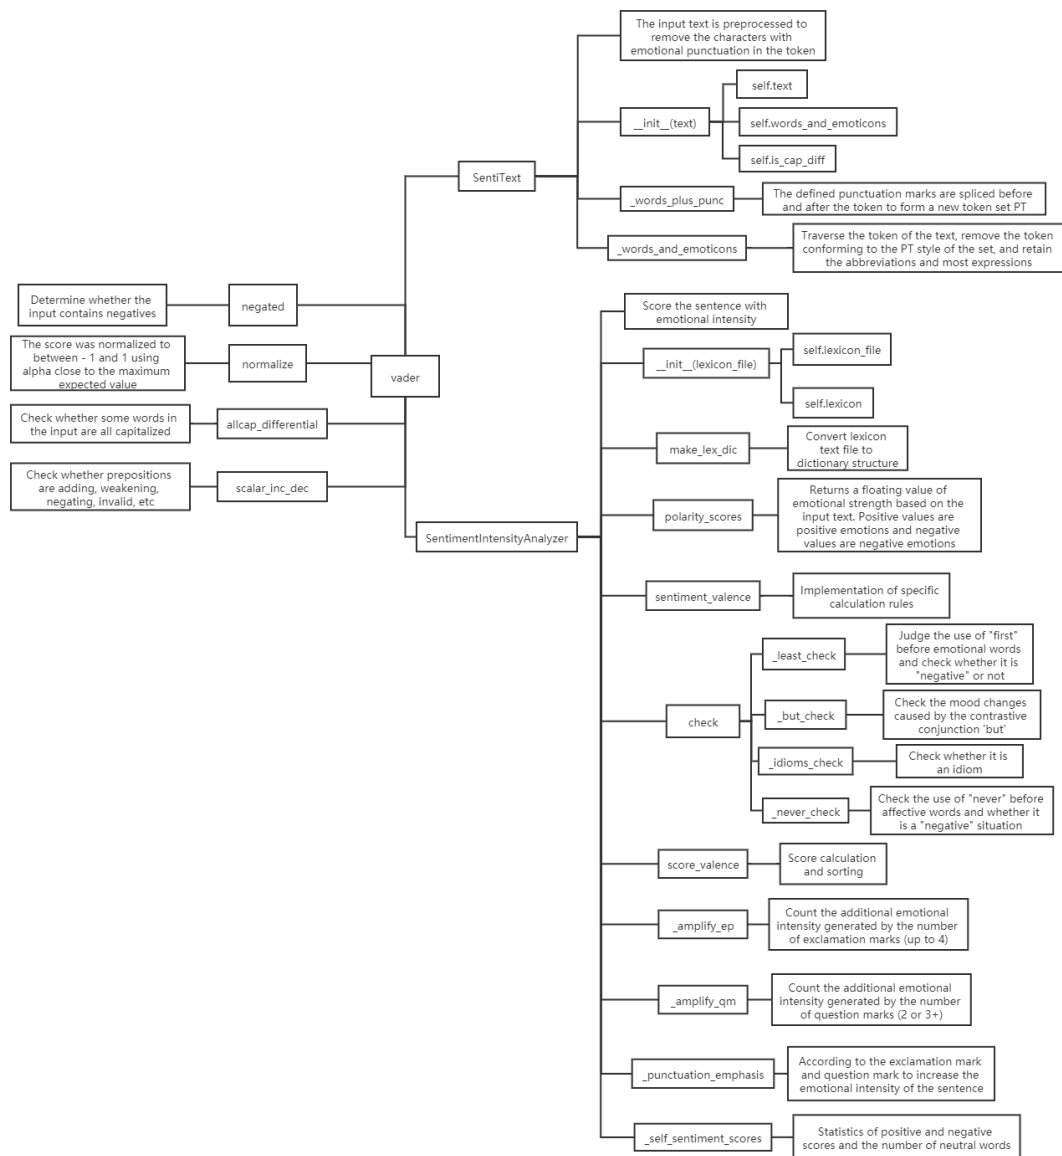 The input text is preprocessed to
remove the characters with
emotional punctuation in the token
__init__(text)
self.text
self.words_and_emoticons
self.is_cap_diff
SentiText
_words_plus_punc
The defined punctuation marks are spliced before
and after the token to form a new token set PT
_words_and_emoticons
Traverse the token of the text, remove the token
conforming to the PT style of the set, and retain
the abbreviations and most expressions
Determine whether the
input contains negatives
negated
The score was normalized to
between - 1 and 1 using
alpha close to the maximum
expected value
normalize
vader
Check whether some words in
the input are all capitalized
allcap_differential
Check whether prepositions
are adding, weakening,
negating, invalid, etc
scalar_inc_dec
SentimentIntensityAnalyzer
Score the sentence with
emotional intensity
__init__(lexicon_file)
self.lexicon_file
self.lexicon
make_lex_dic
Convert lexicon
text file to
dictionary structure
polarity_scores
Returns a floating value of
emotional strength based on the
input text. Positive values are
positive emotions and negative
values are negative emotions
sentiment_valence
Implementation of specific
calculation rules
check
_least_check
Judge the use of "first"
before emotional words
and check whether it is
"negative" or not
_but_check
Check the mood changes
caused by the contrastive
conjunction 'but'
_idioms_check
Check whether it is
an idiom
_never_check
Check the use of "never" before
affective words and whether it
is a "negative" situation
score_valence
Score calculation
and sorting
_amplify_ep
Count the additional emotional
intensity generated by the number
of exclamation marks (up to 4)
_amplify_qm
Count the additional emotional
intensity generated by the number
of question marks (2 or 3+)
_punctuation_emphasis
According to the exclamation mark
and question mark to increase the
emotional intensity of the sentence
_self_sentiment_scores
Statistics of positive and negative
scores and the number of neutral words